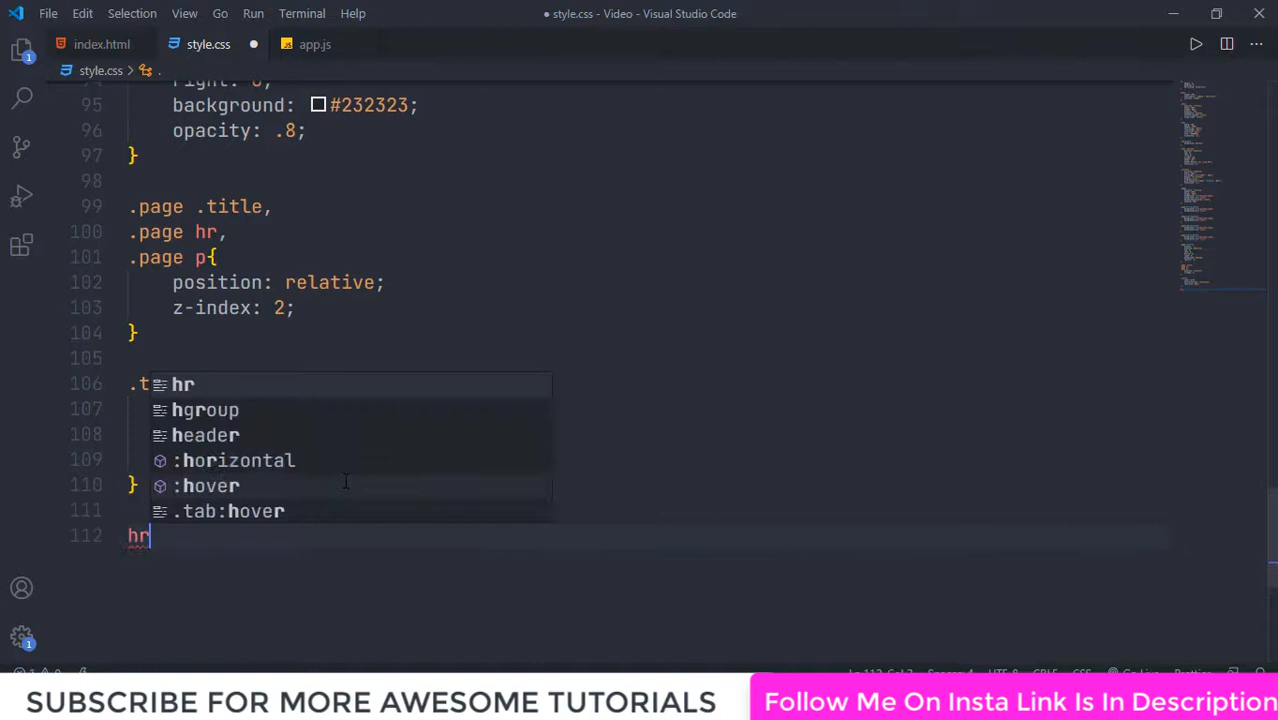 File Edit Selection View Go Run Terminal Help
● style.css - Video - Visual Studio Code
index.html style.css ● app.js
style.css > .
right: 0;
95 background: #232323;
96 opacity: .8;
97 }
98
99 .page .title,
100 .page hr,
101 .page p{
102 position: relative;
103 z-index: 2;
104 }
105
106 .t
hr
107
hgroup
108
header
109
:horizontal
110 }
:hover
111
.tab:hover
112 hr
SUBSCRIBE FOR MORE AWESOME TUTORIALS
Follow Me On Insta Link Is In Description